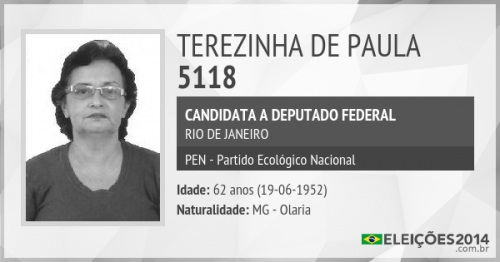 TEREZINHA DE PAULA
5118
CANDIDATA A DEPUTADO FEDERAL
RIO DE JANEIRO
PEN - Partido Ecológico Nacional
Idade: 62 anos (19-06-1952)
Naturalidade: MG - Olaria
ELEIÇÕES2014
.com.br